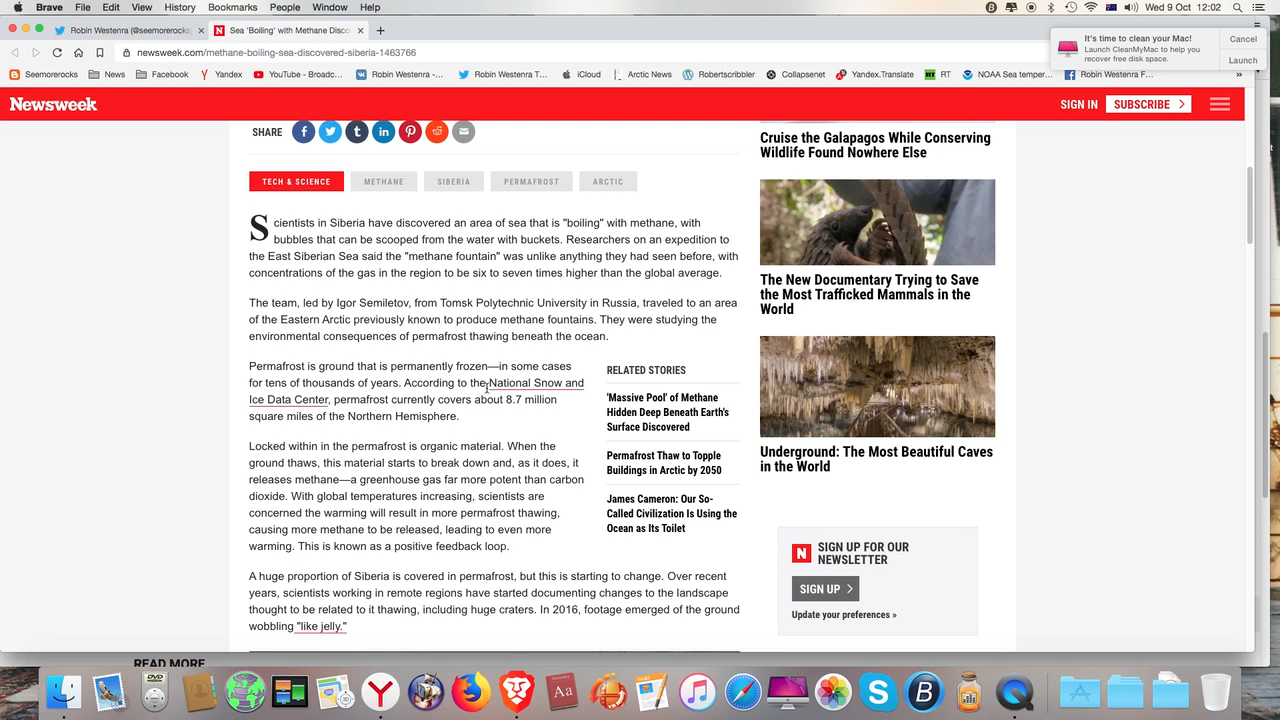 Brave File Edit View History Bookmarks People Window Help Wed 9 Oct 12:02
Robin Westenra (@seemorerocks
Sea 'Boiling' with Methane Disco
newsweek.com/methane-boiling-sea-discovered-siberia-1463766
It's time to clean your Mac!
Launch CleanMyMac to help you
recover free disk space.
Cancel
Launch
Seemorerocks News Facebook Yandex YouTube - Broadc... Robin Westenra -... Robin Westenra T... iCloud Arctic News Robertscribbler Collapsenet Yandex.Translate RT NOAA Sea temper... Robin Westenra F... »
Newsweek
SIGN IN
SUBSCRIBE
SHARE
TECH & SCIENCE
METHANE
SIBERIA
PERMAFROST
ARCTIC
Scientists in Siberia have discovered an area of sea that is "boiling" with methane, with
bubbles that can be scooped from the water with buckets. Researchers on an expedition to
the East Siberian Sea said the "methane fountain" was unlike anything they had seen before, with
concentrations of the gas in the region to be six to seven times higher than the global average.
The team, led by Igor Semiletov, from Tomsk Polytechnic University in Russia, traveled to an area
of the Eastern Arctic previously known to produce methane fountains. They were studying the
environmental consequences of permafrost thawing beneath the ocean.
Permafrost is ground that is permanently frozen—in some cases
for tens of thousands of years. According to the National Snow and
Ice Data Center, permafrost currently covers about 8.7 million
square miles of the Northern Hemisphere.
Locked within in the permafrost is organic material. When the
ground thaws, this material starts to break down and, as it does, it
releases methane—a greenhouse gas far more potent than carbon
dioxide. With global temperatures increasing, scientists are
concerned the warming will result in more permafrost thawing,
causing more methane to be released, leading to even more
warming. This is known as a positive feedback loop.
RELATED STORIES
'Massive Pool' of Methane
Hidden Deep Beneath Earth's
Surface Discovered
Permafrost Thaw to Topple
Buildings in Arctic by 2050
James Cameron: Our So-
Called Civilization Is Using the
Ocean as Its Toilet
A huge proportion of Siberia is covered in permafrost, but this is starting to change. Over recent
years, scientists working in remote regions have started documenting changes to the landscape
thought to be related to it thawing, including huge craters. In 2016, footage emerged of the ground
wobbling "like jelly."
Cruise the Galapagos While Conserving
Wildlife Found Nowhere Else
The New Documentary Trying to Save
the Most Trafficked Mammals in the
World
Underground: The Most Beautiful Caves
in the World
N SIGN UP FOR OUR
NEWSLETTER
SIGN UP
Update your preferences »
READ MORE